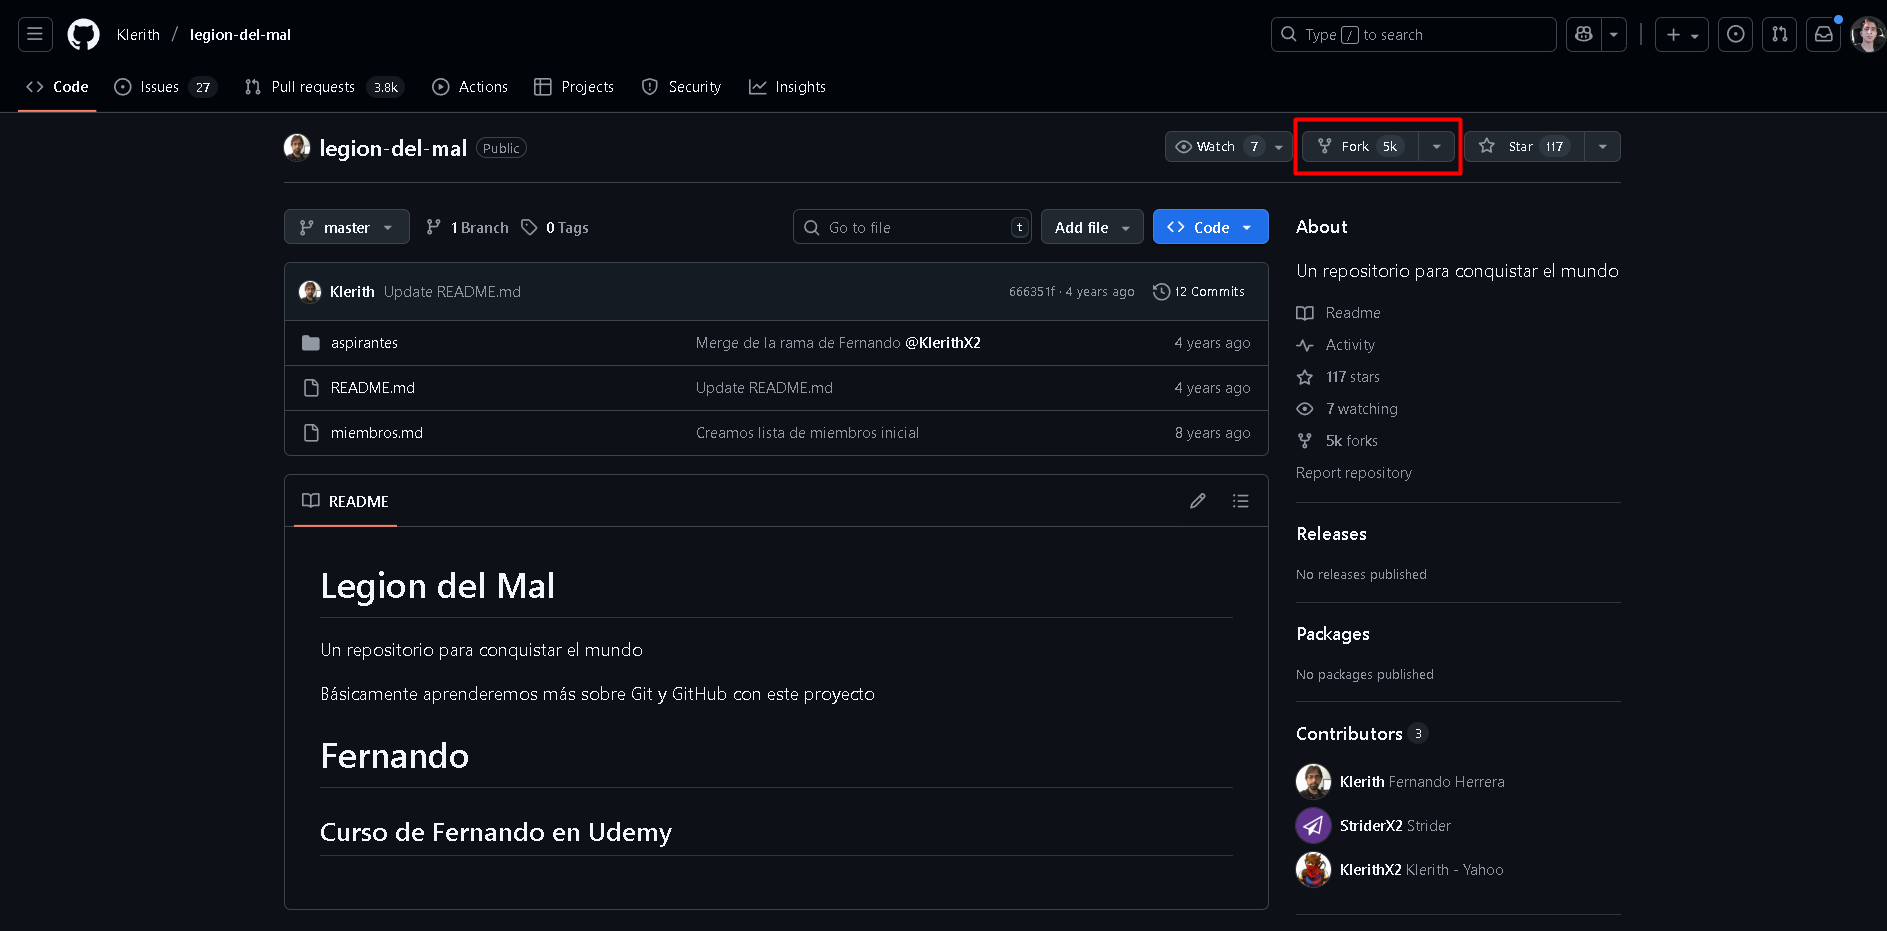 Klerith / legion-del-mal
Type / to search
Code
Issues 27
Pull requests 3.8k
Actions
Projects
Security
Insights
legion-del-mal Public
Watch 7
Fork 5k
Star 117
master
1 Branch
0 Tags
Go to file t
Add file
Code
Klerith Update README.md 666351f · 4 years ago 12 Commits
aspirantes Merge de la rama de Fernando @KlerithX2 4 years ago
README.md Update README.md 4 years ago
miembros.md Creamos lista de miembros inicial 8 years ago
README
Legion del Mal
Un repositorio para conquistar el mundo
Básicamente aprenderemos más sobre Git y GitHub con este proyecto
Fernando
Curso de Fernando en Udemy
About
Un repositorio para conquistar el mundo
Readme
Activity
117 stars
7 watching
5k forks
Report repository
Releases
No releases published
Packages
No packages published
Contributors 3
Klerith Fernando Herrera
StriderX2 Strider
KlerithX2 Klerith - Yahoo